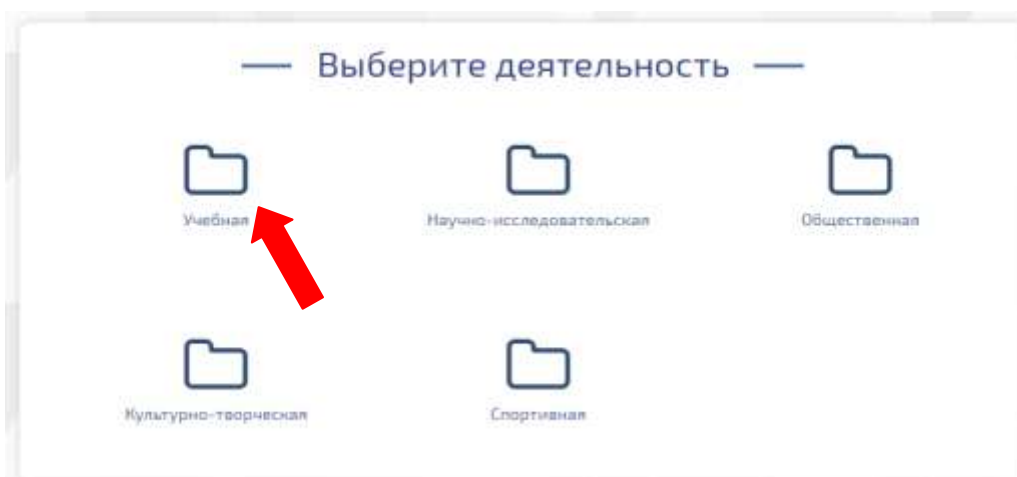 Выберите деятельность
Учебная
Научно-исследовательская
Общественная
Культурно-творческая
Спортивная